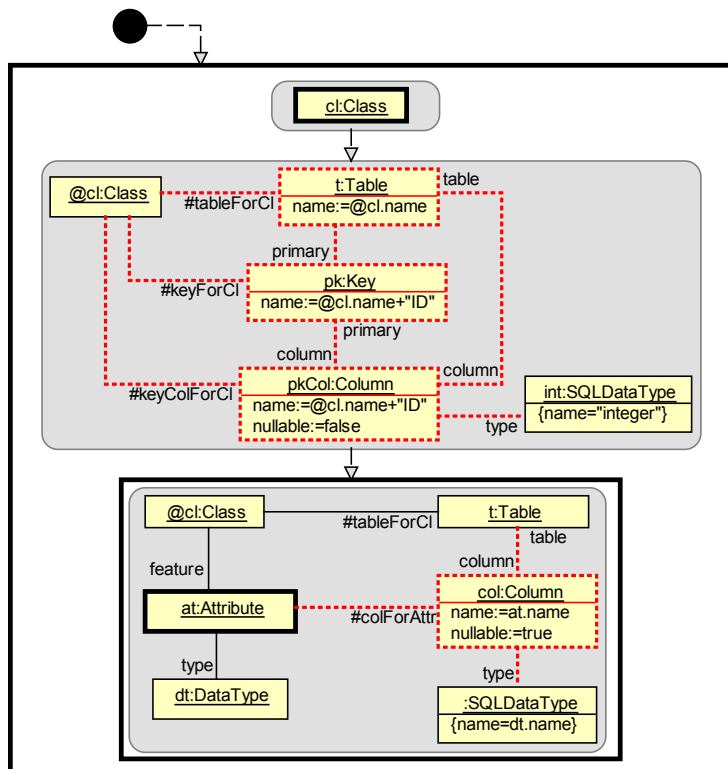 cl:Class
@cl:Class
t:Table
name:=@cl.name
table
#tableForCl
primary
pk:Key
name:=@cl.name+"ID"
#keyForCl
primary
column
column
pkCol:Column
name:=@cl.name+"ID"
nullable:=false
#keyColForCl
type
int:SQLDataType
{name="integer"}
@cl:Class
#tableForCl
t:Table
table
feature
column
at:Attribute
#colForAttr
col:Column
name:=at.name
nullable:=true
type
type
dt:DataType
:SQLDataType
{name=dt.name}